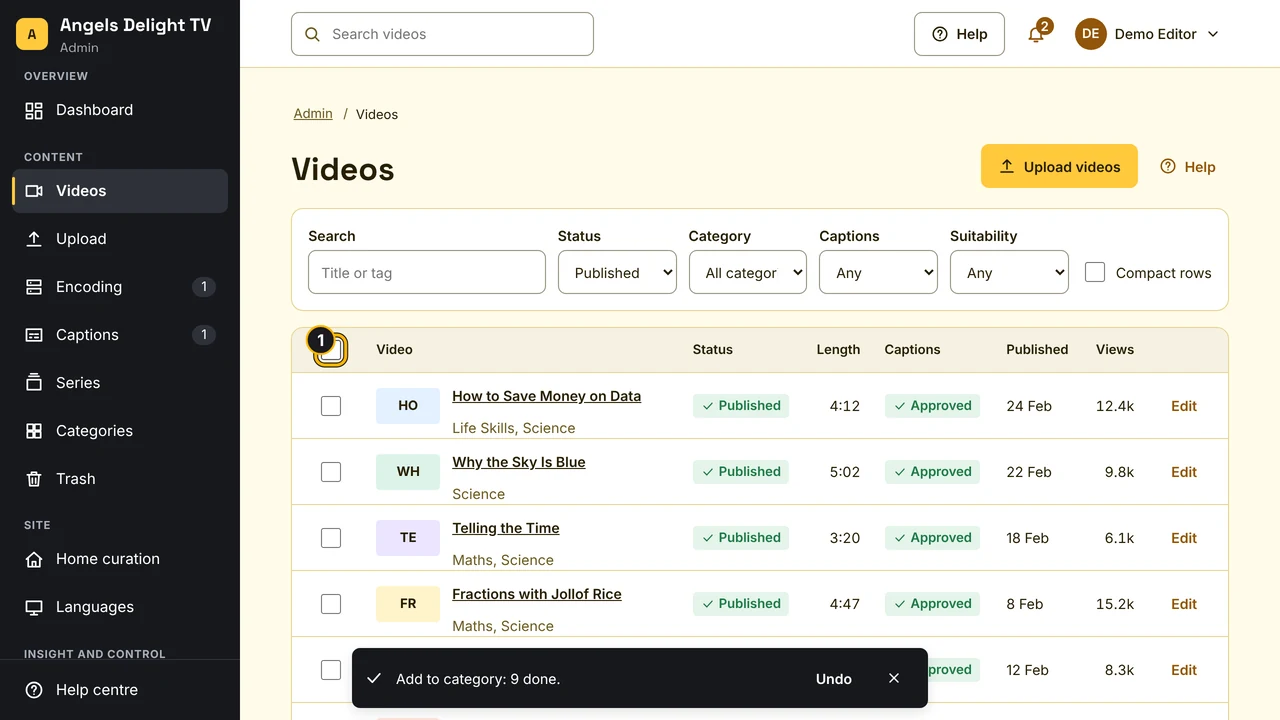 A
Angels Delight TV
Admin
OVERVIEW
Dashboard
CONTENT
Videos
Upload
Encoding 1
Captions 1
Series
Categories
Trash
SITE
Home curation
Languages
INSIGHT AND CONTROL
Help centre
Search videos
Help
2
DE Demo Editor
Admin / Videos
Videos
Upload videos
Help
Search Status Category Captions Suitability
Title or tag Published All categor Any Any Compact rows
1 Video Status Length Captions Published Views
HO How to Save Money on Data Published 4:12 Approved 24 Feb 12.4k Edit
Life Skills, Science
WH Why the Sky Is Blue Published 5:02 Approved 22 Feb 9.8k Edit
Science
TE Telling the Time Published 3:20 Approved 18 Feb 6.1k Edit
Maths, Science
FR Fractions with Jollof Rice Published 4:47 Approved 8 Feb 15.2k Edit
Maths, Science
proved 12 Feb 8.3k Edit
Add to category: 9 done. Undo